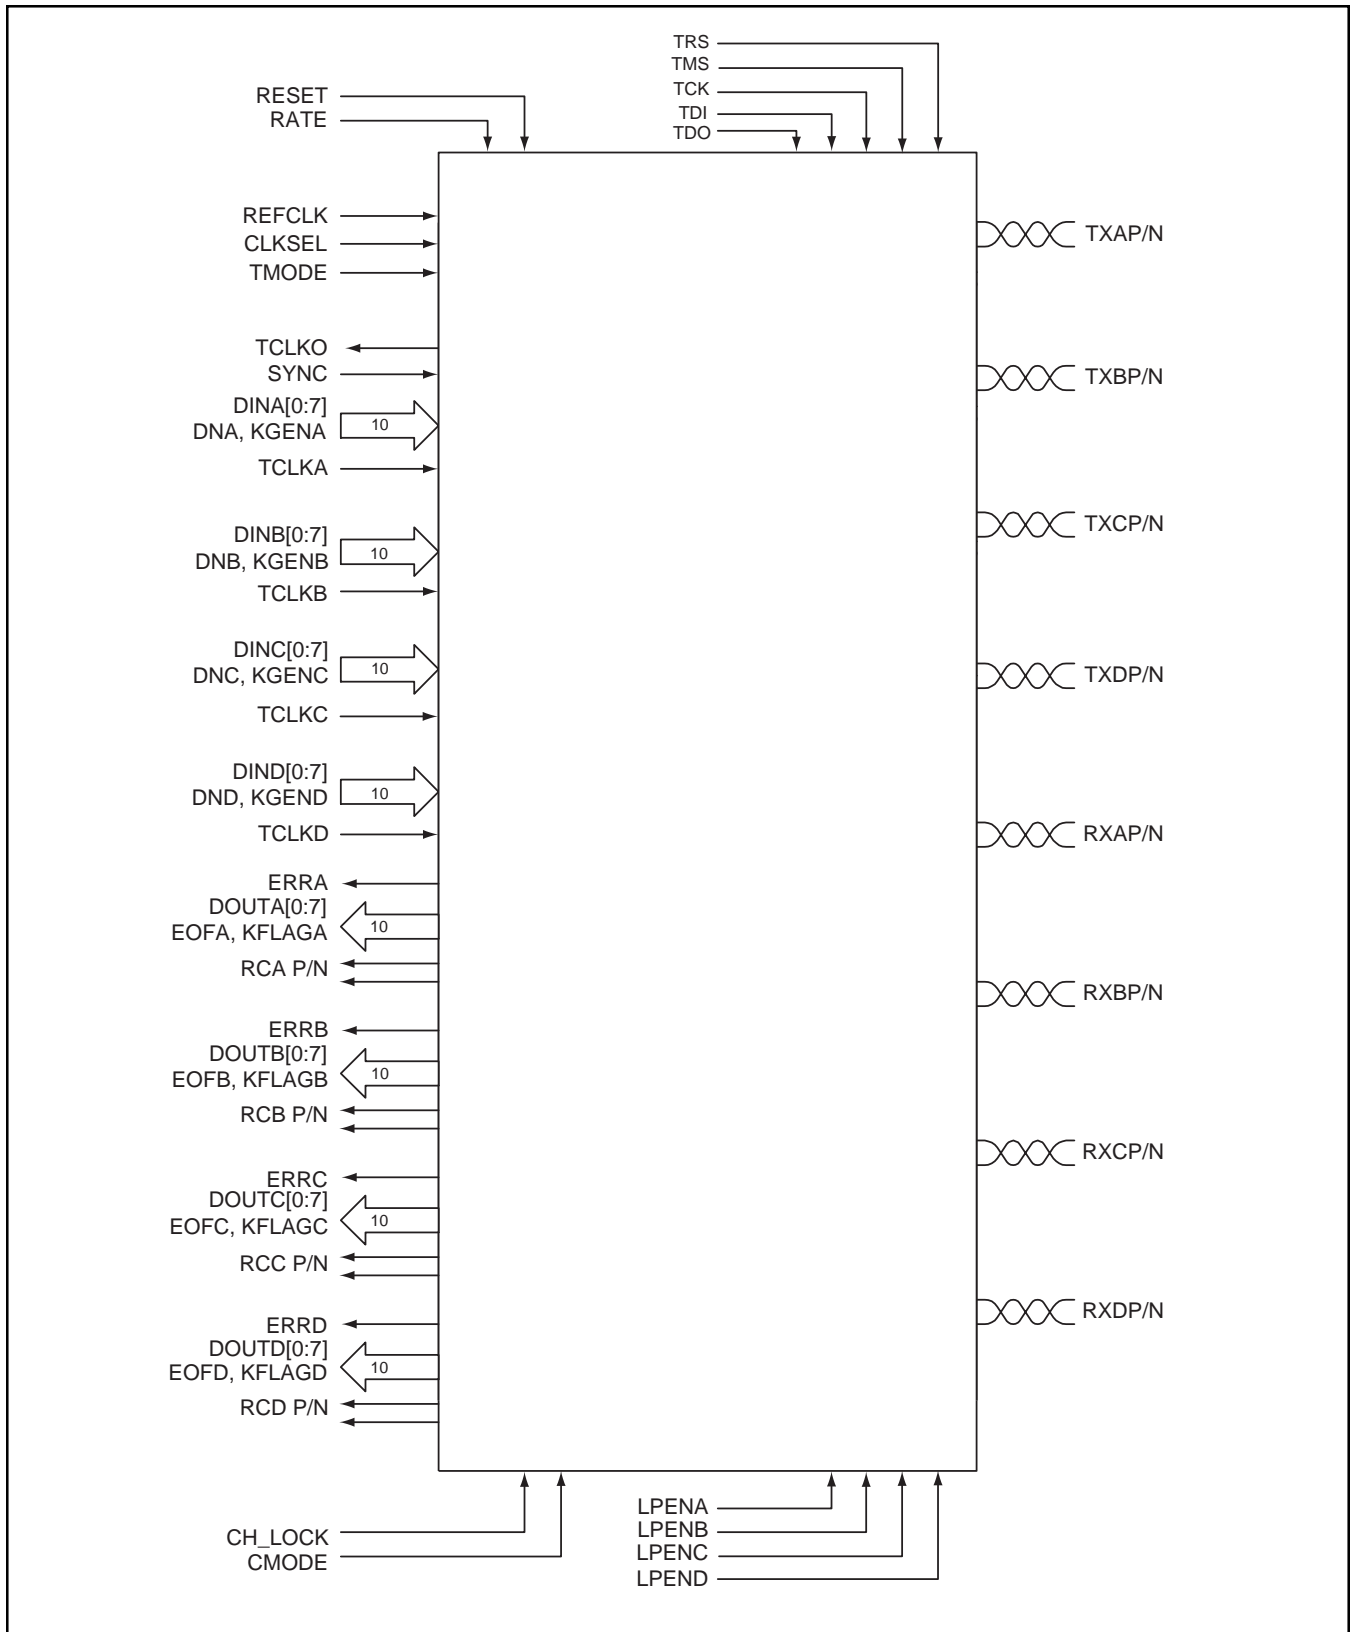 TRS
TMS
TCK
TDI
TDO
RESET
RATE
REFCLK
CLKSEL
TMODE
TCLKO
SYNC
DINA[0:7]
DNA, KGENA
10
TCLKA
DINB[0:7]
DNB, KGENB
10
TCLKB
DINC[0:7]
DNC, KGENC
10
TCLKC
DIND[0:7]
DND, KGEND
10
TCLKD
ERRA
DOUTA[0:7]
EOFA, KFLAGA
10
RCA P/N
ERRB
DOUTB[0:7]
EOFB, KFLAGB
10
RCB P/N
ERRC
DOUTC[0:7]
EOFC, KFLAGC
10
RCC P/N
ERRD
DOUTD[0:7]
EOFD, KFLAGD
10
RCD P/N
CH_LOCK
CMODE
LPENA
LPENB
LPENC
LPEND
TXAP/N
TXBP/N
TXCP/N
TXDP/N
RXAP/N
RXBP/N
RXCP/N
RXDP/N